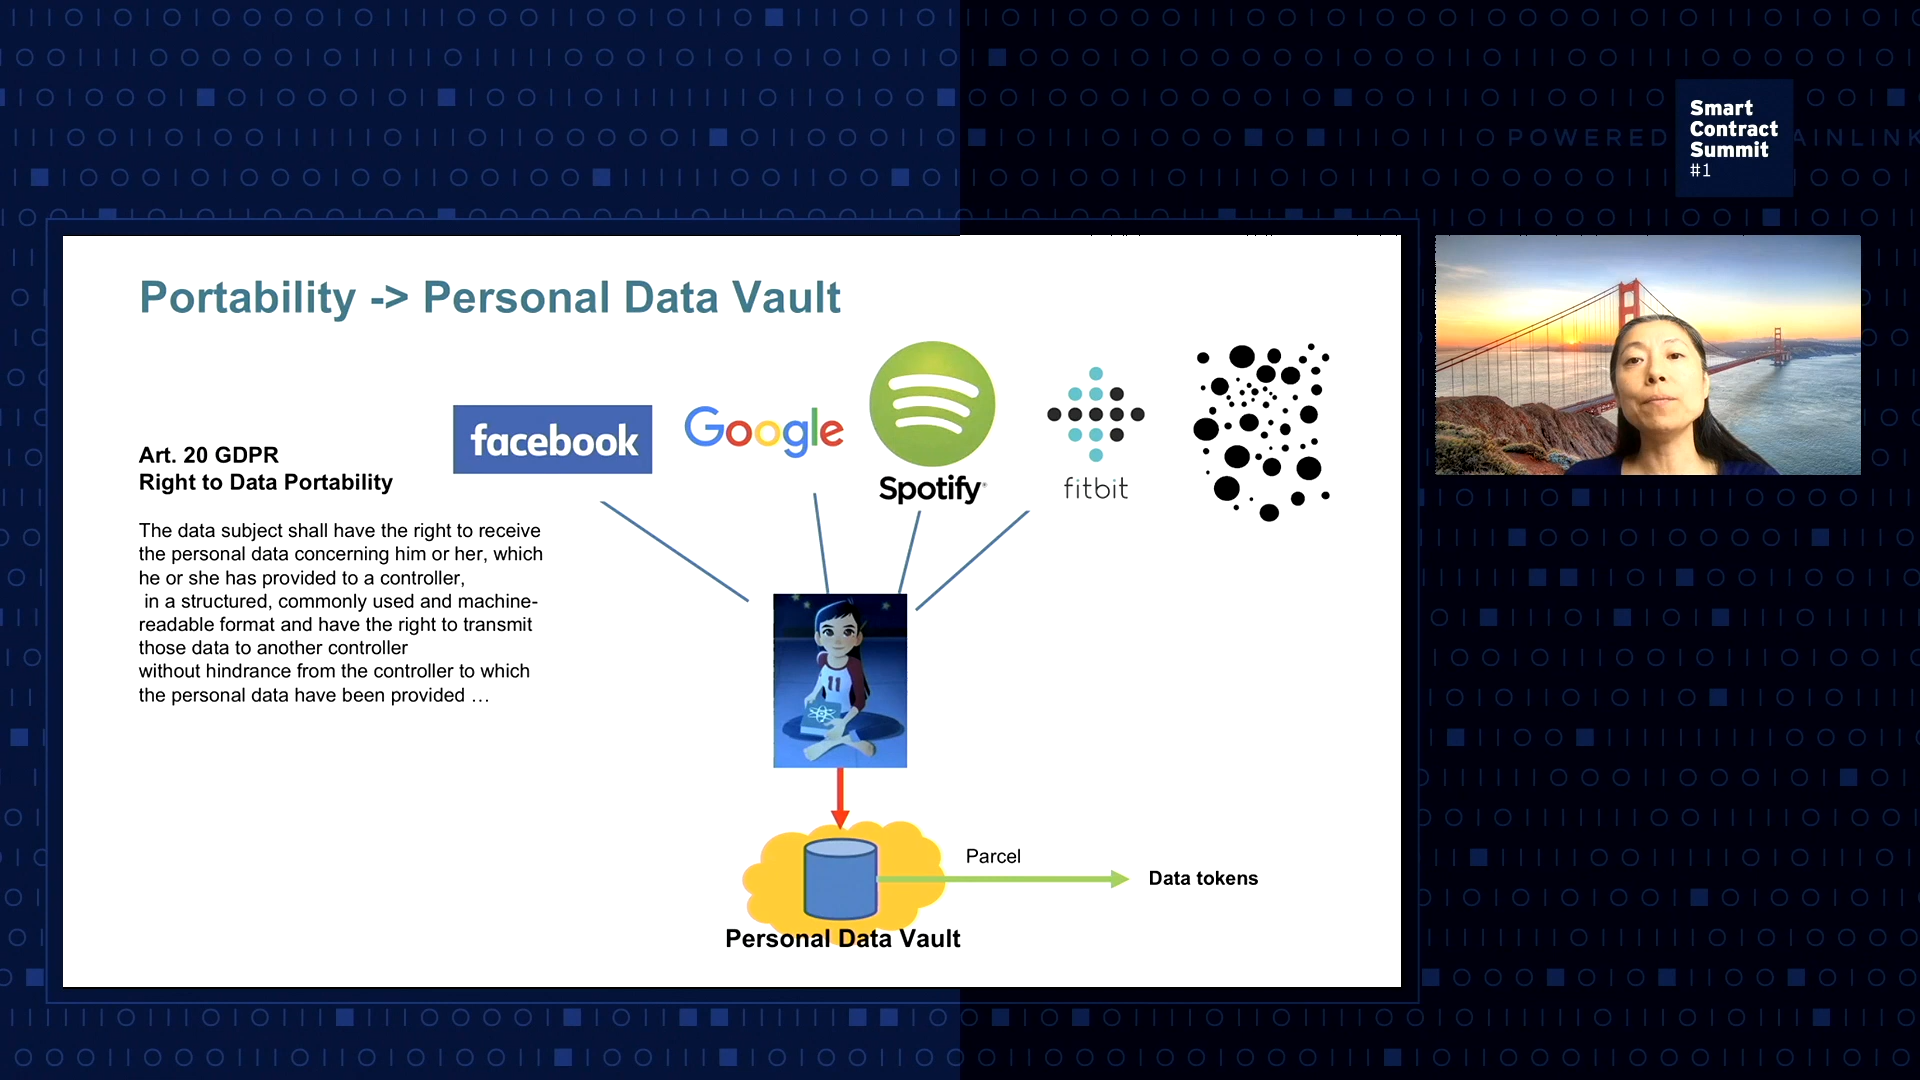 POWERED
AINLINK
Smart
Contract
Summit
#1
Portability -> Personal Data Vault
facebook
Google
Spotify
fitbit
Art. 20 GDPR
Right to Data Portability
The data subject shall have the right to receive
the personal data concerning him or her, which
he or she has provided to a controller,
in a structured, commonly used and machine-
readable format and have the right to transmit
those data to another controller
without hindrance from the controller to which
the personal data have been provided …
11
Parcel
Data tokens
Personal Data Vault